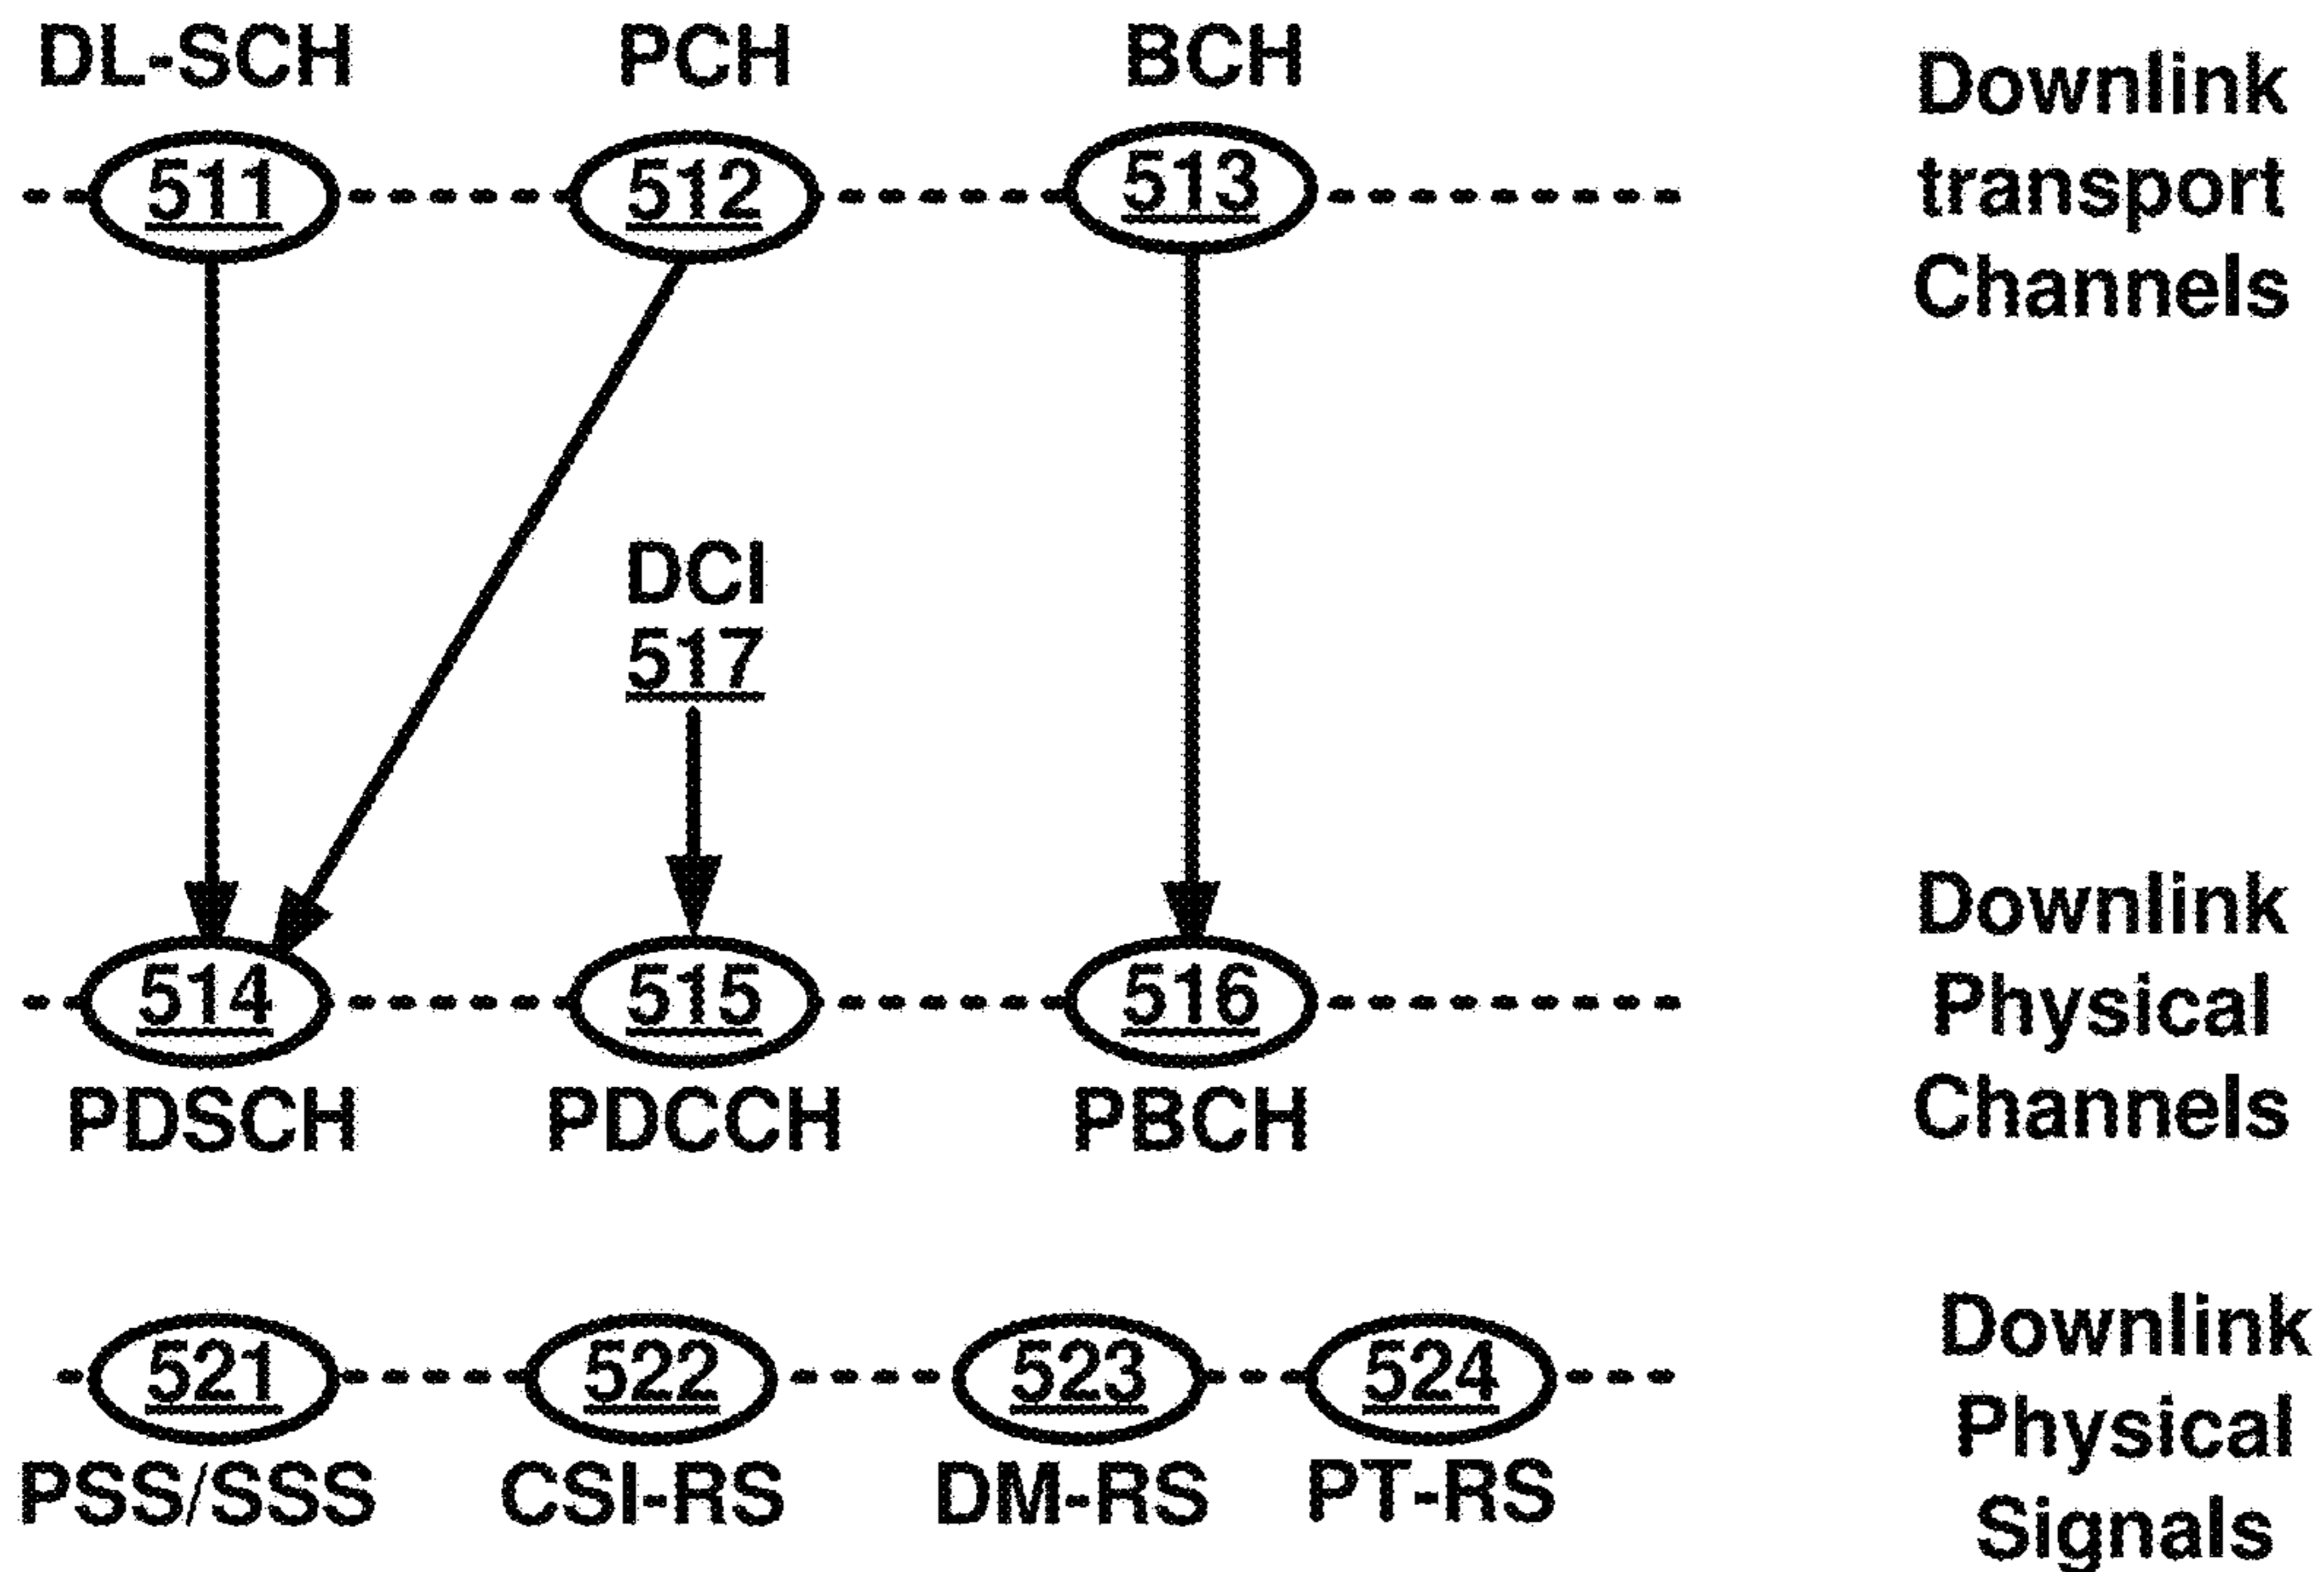 DL-SCH PCH BCH
511 512 513
Downlink
transport
Channels
DCI
517
514 515 516
PDSCH PDCCH PBCH
Downlink
Physical
Channels
521 522 523 524
PSS/SSS CSI-RS DM-RS PT-RS
Downlink
Physical
Signals